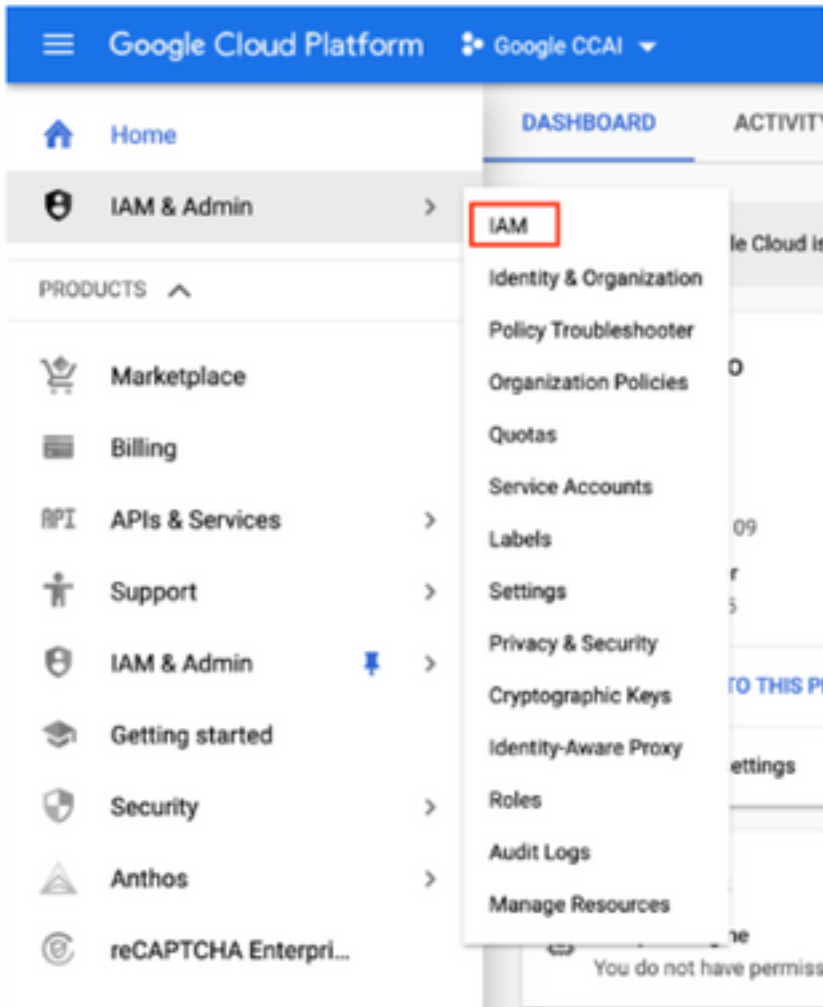 Google Cloud Platform Google CCAI
Home
IAM & Admin
PRODUCTS
Marketplace
Billing
API APIs & Services
Support
IAM & Admin
Getting started
Security
Anthos
reCAPTCHA Enterpri...
IAM
Identity & Organization
Policy Troubleshooter
Organization Policies
Quotas
Service Accounts
Labels
Settings
Privacy & Security
Cryptographic Keys
Identity-Aware Proxy
Roles
Audit Logs
Manage Resources
DASHBOARD ACTIVITY
le Cloud is
o
09
r
5
TO THIS P
ettings
ne
You do not have permiss